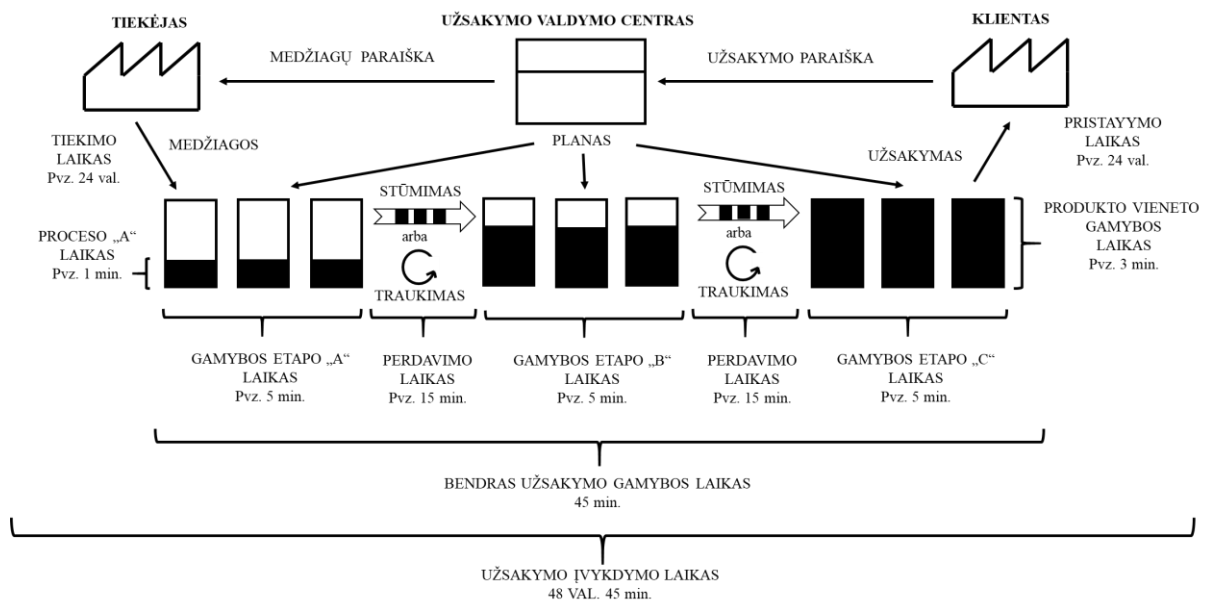 TIEKĖJAS
UŽSAKYMO VALDYMO CENTRAS
KLIENTAS
MEDŽIAGŲ PARAIŠKA
UŽSAKYMO PARAIŠKA
TIEKIMO
LAIKAS
Pvz. 24 val.
MEDŽIAGOS
PLANAS
UŽSAKYMAS
PRISTAYYMO
LAIKAS
Pvz. 24 val.
PROCESO „A“
LAIKAS
Pvz. 1 min.
STŪMIMAS
arba
TRAUKIMAS
STŪMIMAS
arba
TRAUKIMAS
PRODUKTO VIENETO
GAMYBOS
LAIKAS
Pvz. 3 min.
GAMYBOS ETAPO „A“
LAIKAS
Pvz. 5 min.
PERDAVIMO
LAIKAS
Pvz. 15 min.
GAMYBOS ETAPO „B“
LAIKAS
Pvz. 5 min.
PERDAVIMO
LAIKAS
Pvz. 15 min.
GAMYBOS ETAPO „C“
LAIKAS
Pvz. 5 min.
BENDRAS UŽSAKYMO GAMYBOS LAIKAS
45 min.
UŽSAKYMO ĮVYKDYMO LAIKAS
48 VAL. 45 min.